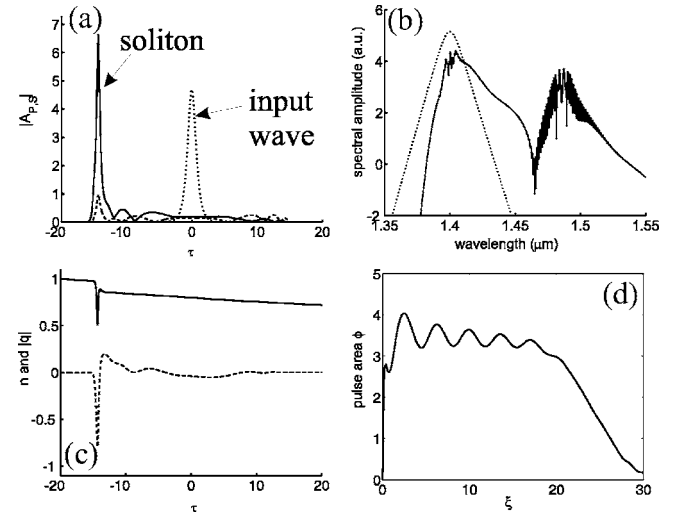 (a)
7
6
5
4
3
2
1
0
soliton
input
wave
|A_{P,S}|
-20 -10 0 10 20
τ
(b)
6
4
2
0
-2
spectral amplitude (a.u.)
1.35 1.4 1.45 1.5 1.55
wavelength (μm)
1
0.5
0
-0.5
-1
n and |q|
(c)
-20 -10 0 10 20
τ
(d)
5
4
3
2
1
0
pulse area ϕ
0 10 20 30
ξ